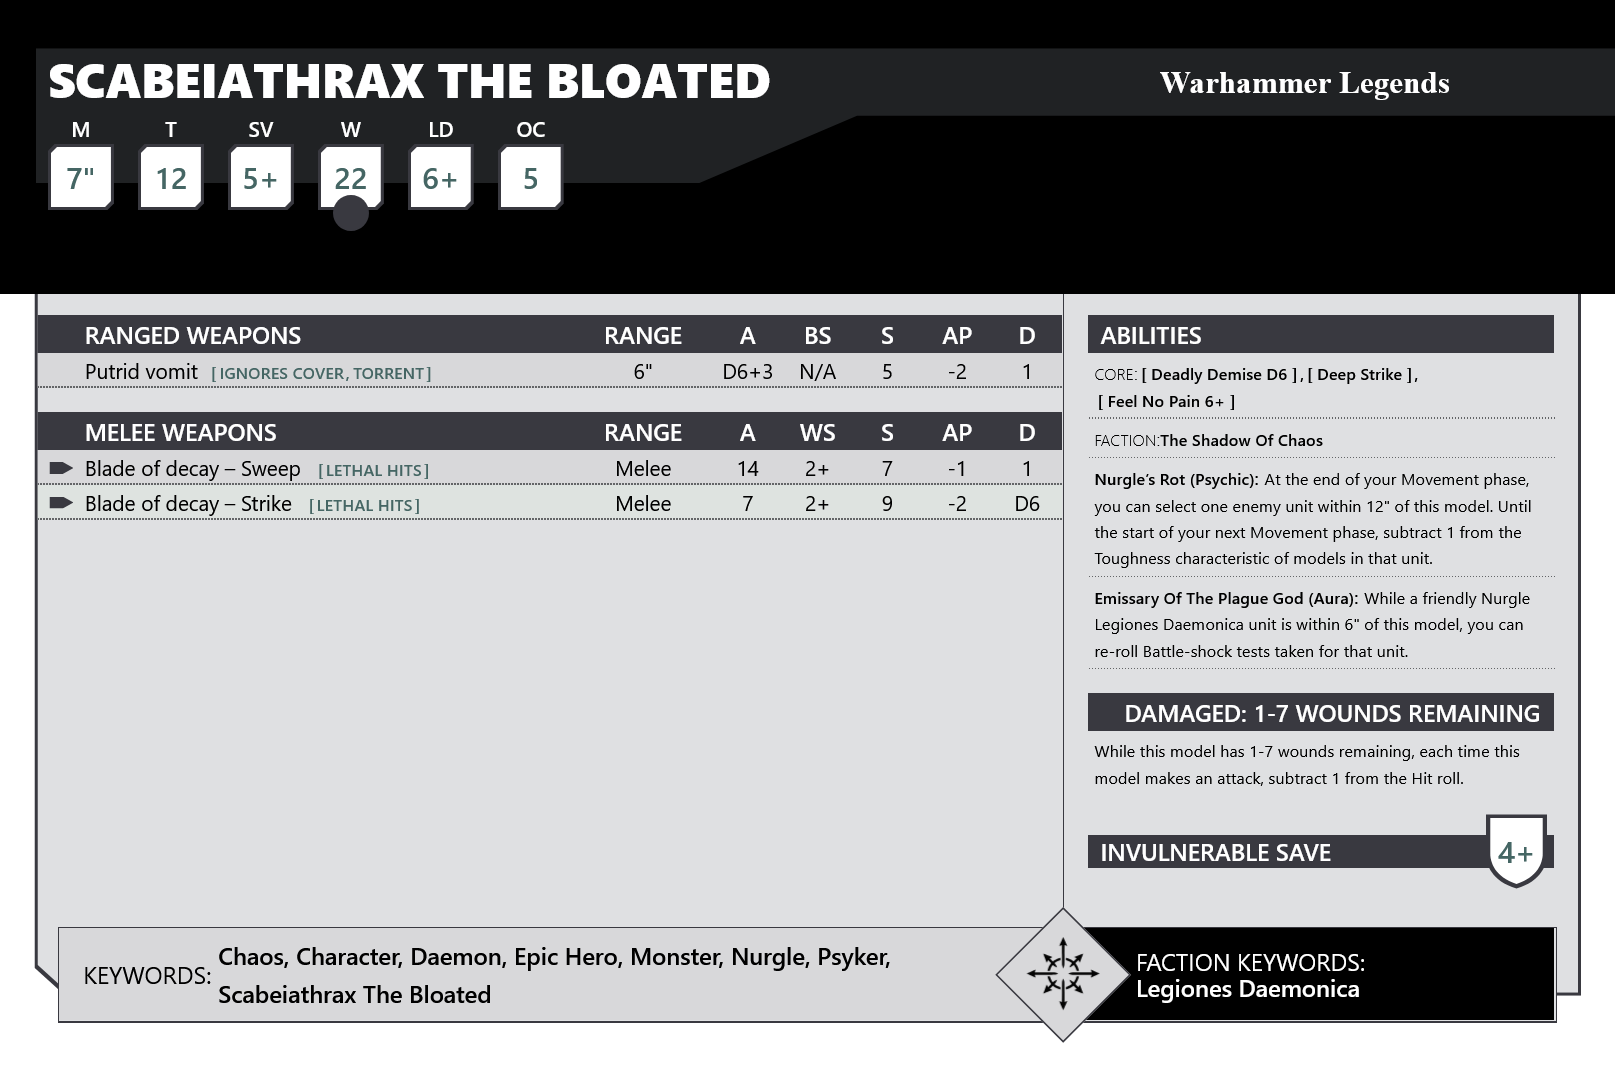 SCABEIATHRAX THE BLOATED
Warhammer Legends
M T SV W LD OC
7" 12 5+ 22 6+ 5
RANGED WEAPONS RANGE A BS S AP D
Putrid vomit [ IGNORES COVER, TORRENT ] 6" D6+3 N/A 5 -2 1
MELEE WEAPONS RANGE A WS S AP D
Blade of decay – Sweep [ LETHAL HITS ] Melee 14 2+ 7 -1 1
Blade of decay – Strike [ LETHAL HITS ] Melee 7 2+ 9 -2 D6
ABILITIES
CORE: [ Deadly Demise D6 ] , [ Deep Strike ] ,
[ Feel No Pain 6+ ]
FACTION:The Shadow Of Chaos
Nurgle’s Rot (Psychic): At the end of your Movement phase,
you can select one enemy unit within 12" of this model. Until
the start of your next Movement phase, subtract 1 from the
Toughness characteristic of models in that unit.
Emissary Of The Plague God (Aura): While a friendly Nurgle
Legiones Daemonica unit is within 6" of this model, you can
re-roll Battle-shock tests taken for that unit.
DAMAGED: 1-7 WOUNDS REMAINING
While this model has 1-7 wounds remaining, each time this
model makes an attack, subtract 1 from the Hit roll.
INVULNERABLE SAVE 4+
KEYWORDS: Chaos, Character, Daemon, Epic Hero, Monster, Nurgle, Psyker,
Scabeiathrax The Bloated
FACTION KEYWORDS:
Legiones Daemonica